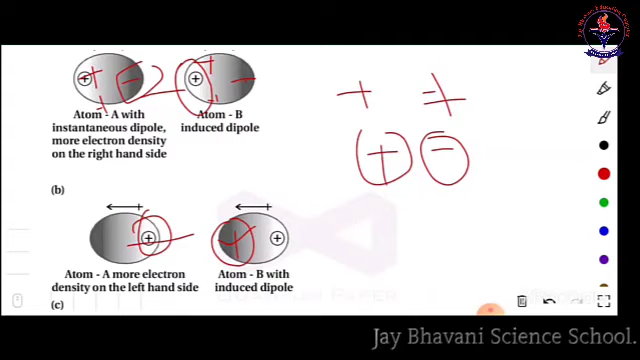 Atom - A with
instantaneous dipole,
more electron density
on the right hand side
Atom - B
induced dipole
(b)
Atom - A more electron
density on the left hand side
Atom - B with
induced dipole
(c)
Jay Bhavani Science School.